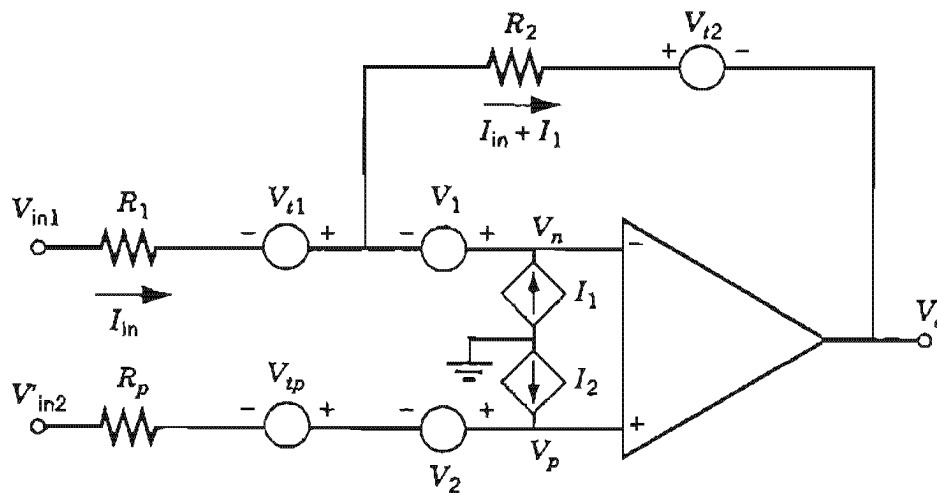 R2
Vt2
+ −
Iin + I1
Vin1
R1
Vt1
V1
Vn
− +
− +
−
Iin
I1
V'in2
Rp
Vtp
I2
− +
− +
+
V2
Vp